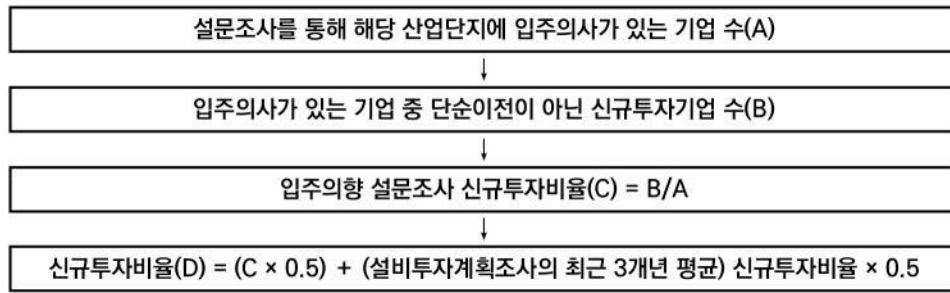 설문조사를 통해 해당 산업단지에 입주의사가 있는 기업 수(A)
↓
입주의사가 있는 기업 중 단순이전이 아닌 신규투자기업 수(B)
↓
입주의향 설문조사 신규투자비율(C) = B/A
↓
신규투자비율(D) = (C × 0.5) + (설비투자계획조사의 최근 3개년 평균) 신규투자비율 × 0.5